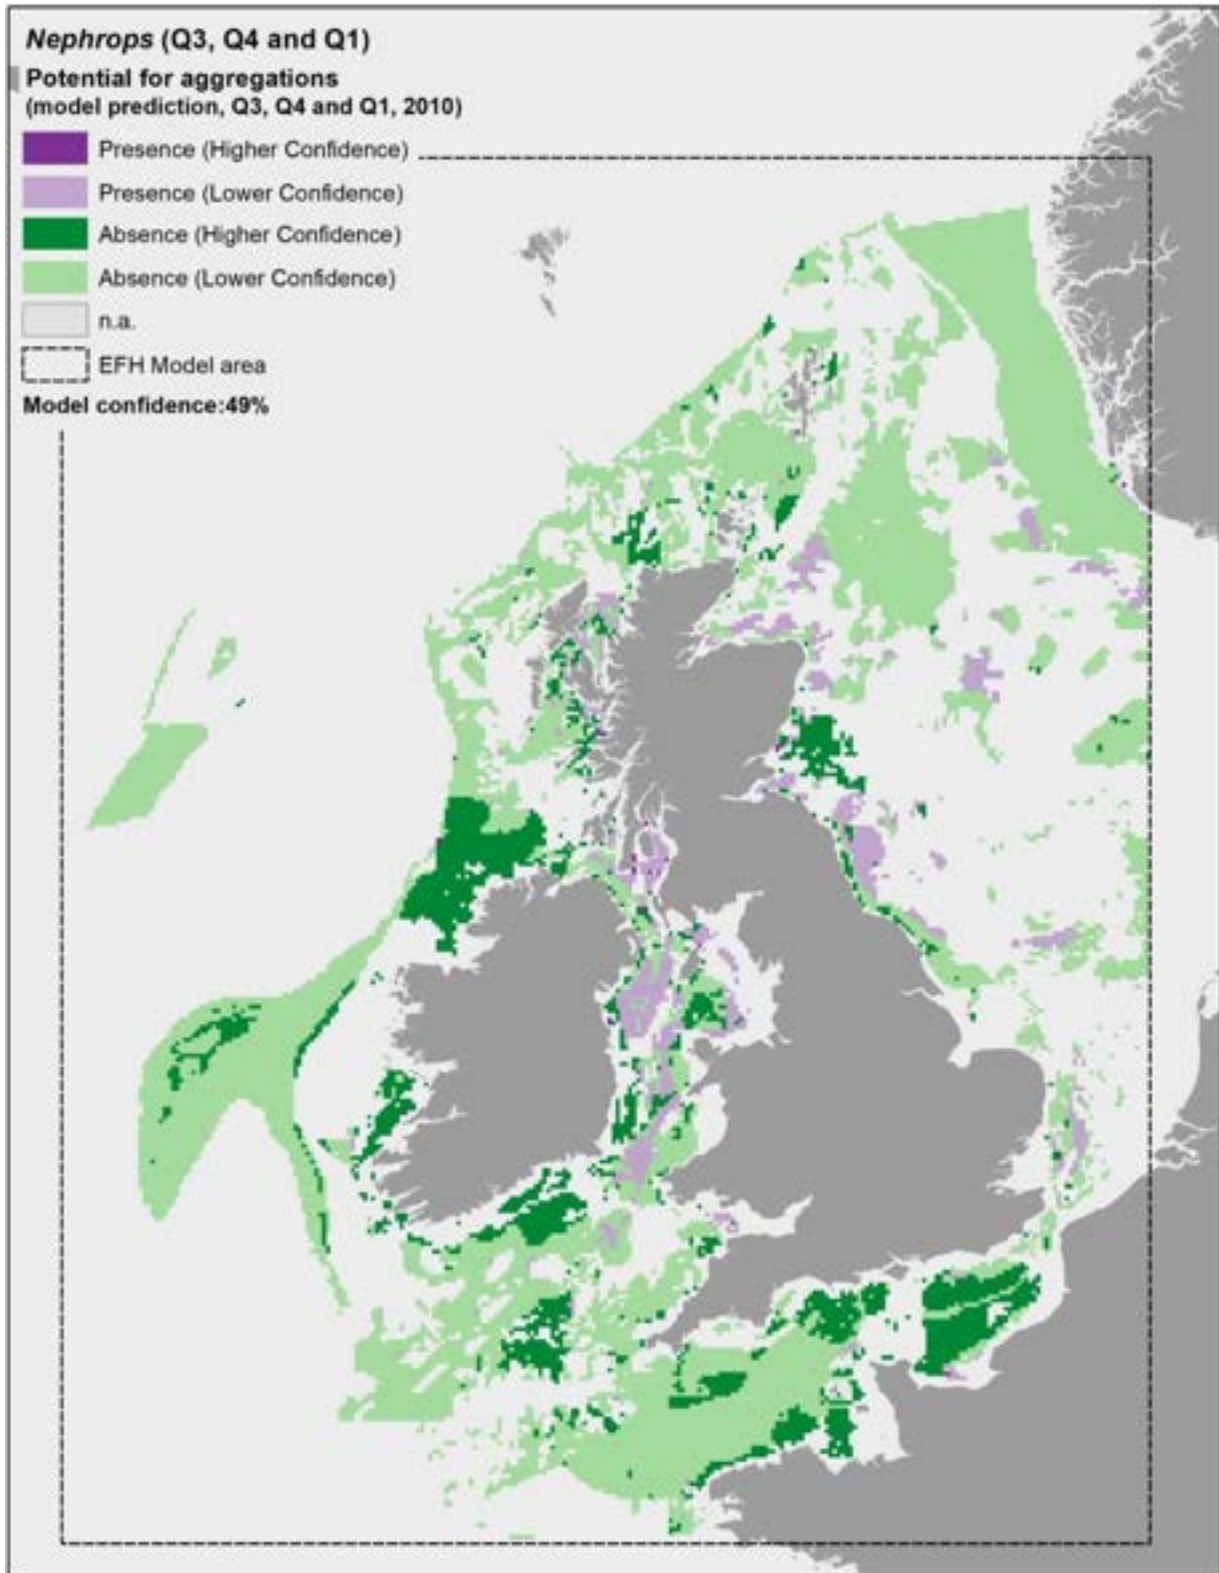 Nephrops (Q3, Q4 and Q1)
Potential for aggregations
(model prediction, Q3, Q4 and Q1, 2010)
Presence (Higher Confidence)
Presence (Lower Confidence)
Absence (Higher Confidence)
Absence (Lower Confidence)
n.a.
EFH Model area
Model confidence:49%